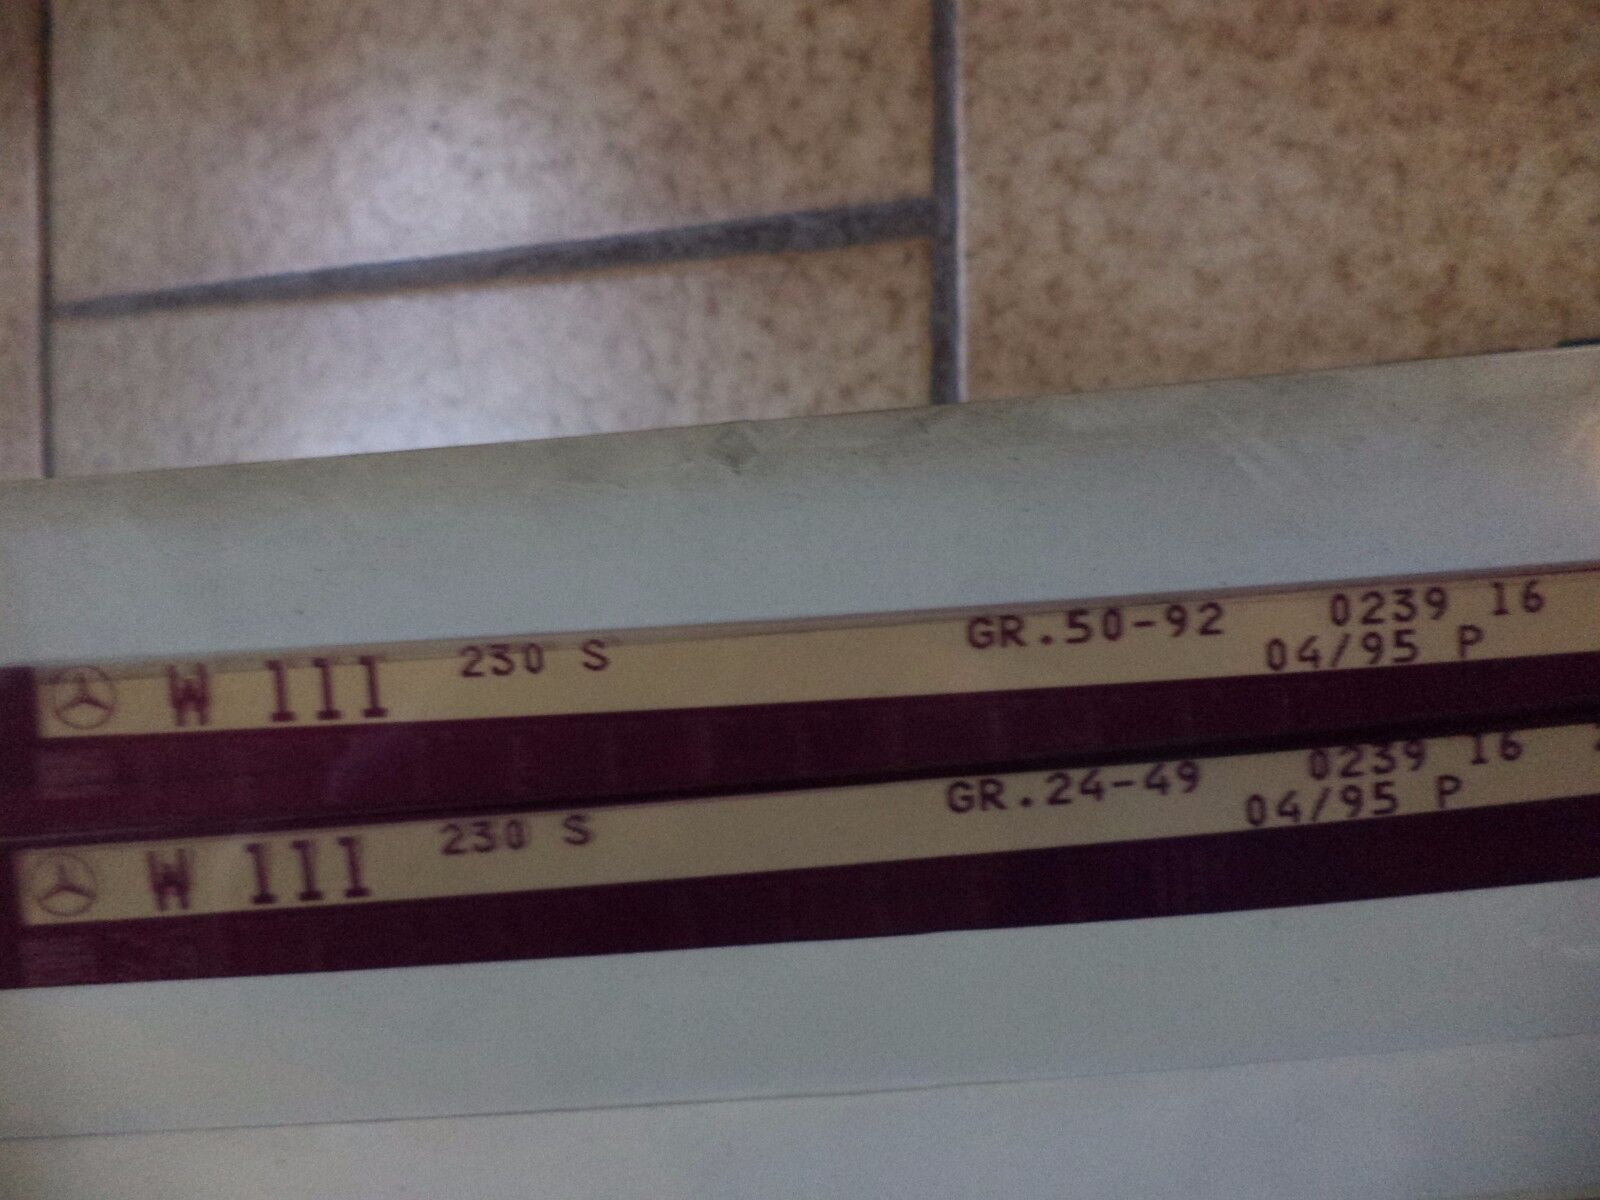 W 111 230 S GR.50-92 0239 16
04/95 P
W 111 230 S GR.24-49 0239 16
04/95 P